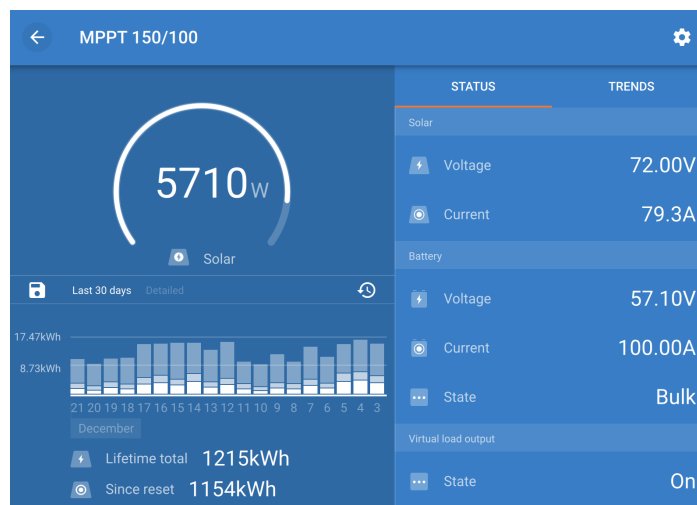 MPPT 150/100
5710W
Solar
Last 30 days Detailed
17.47kWh
8.73kWh
21 20 19 18 17 16 15 14 13 12 11 10 9 8 7 6 5 4 3
December
Lifetime total 1215kWh
Since reset 1154kWh
STATUS TRENDS
Solar
Voltage 72.00V
Current 79.3A
Battery
Voltage 57.10V
Current 100.00A
State Bulk
Virtual load output
State On